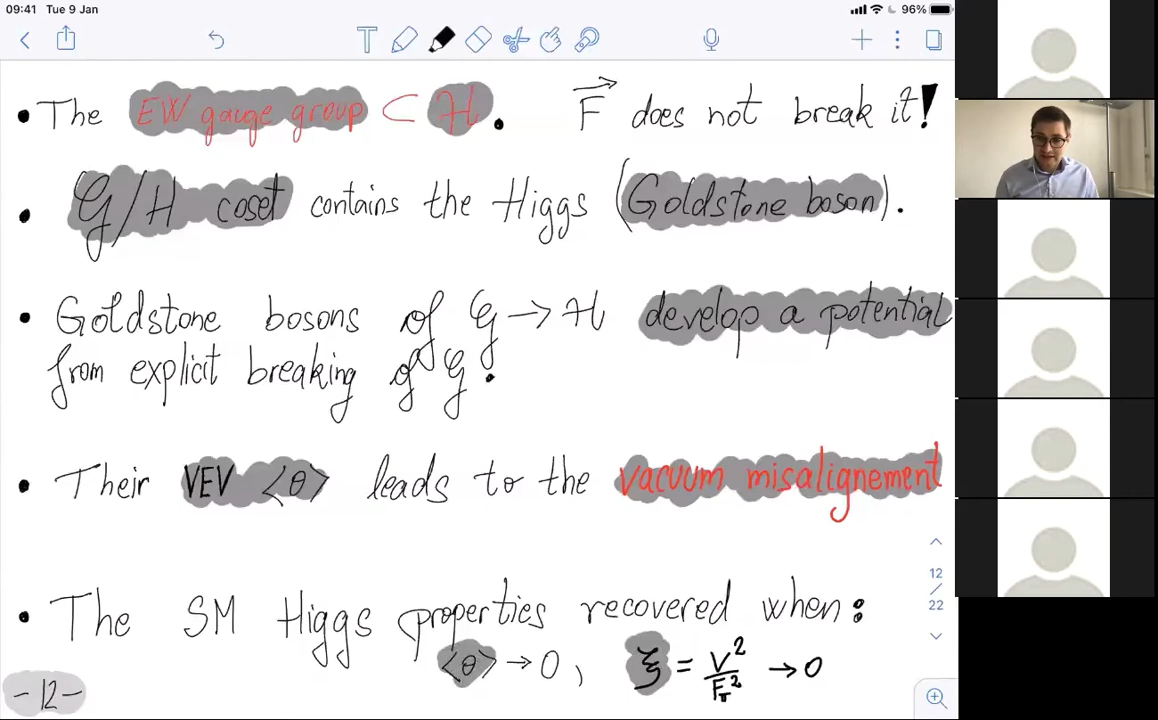 09:41 Tue 9 Jan 96%
• The EW gauge group ⊂ H. F⃗ does not break it!
• G/H coset contains the Higgs (Goldstone boson).
• Goldstone bosons of G → H develop a potential
from explicit breaking of G.
• Their VEV ⟨θ⟩ leads to the vacuum misalignement
• The SM Higgs properties recovered when:
⟨θ⟩ → 0, ξ = V²/Fπ² → 0
12
/
22
-12-